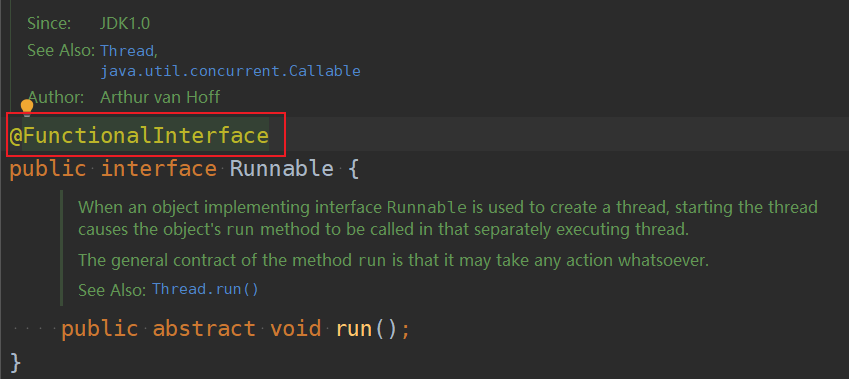 Since: JDK1.0
See Also: Thread,
java.util.concurrent.Callable
Author: Arthur van Hoff
@FunctionalInterface
public interface Runnable {
When an object implementing interface Runnable is used to create a thread, starting the thread
causes the object's run method to be called in that separately executing thread.
The general contract of the method run is that it may take any action whatsoever.
See Also: Thread.run()
public abstract void run();
}